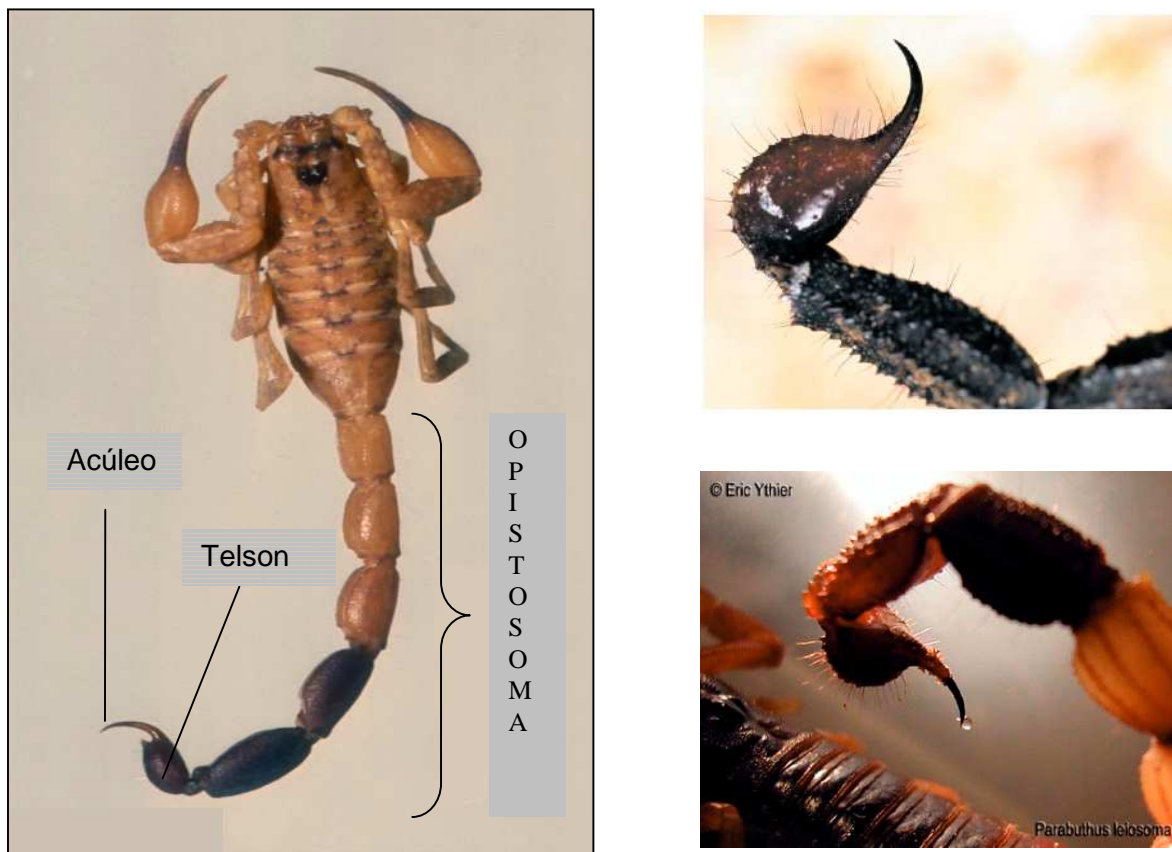 Acúleo
Telson
O
P
I
S
T
O
S
O
M
A
© Eric Ythier
Parabuthus leiosoma